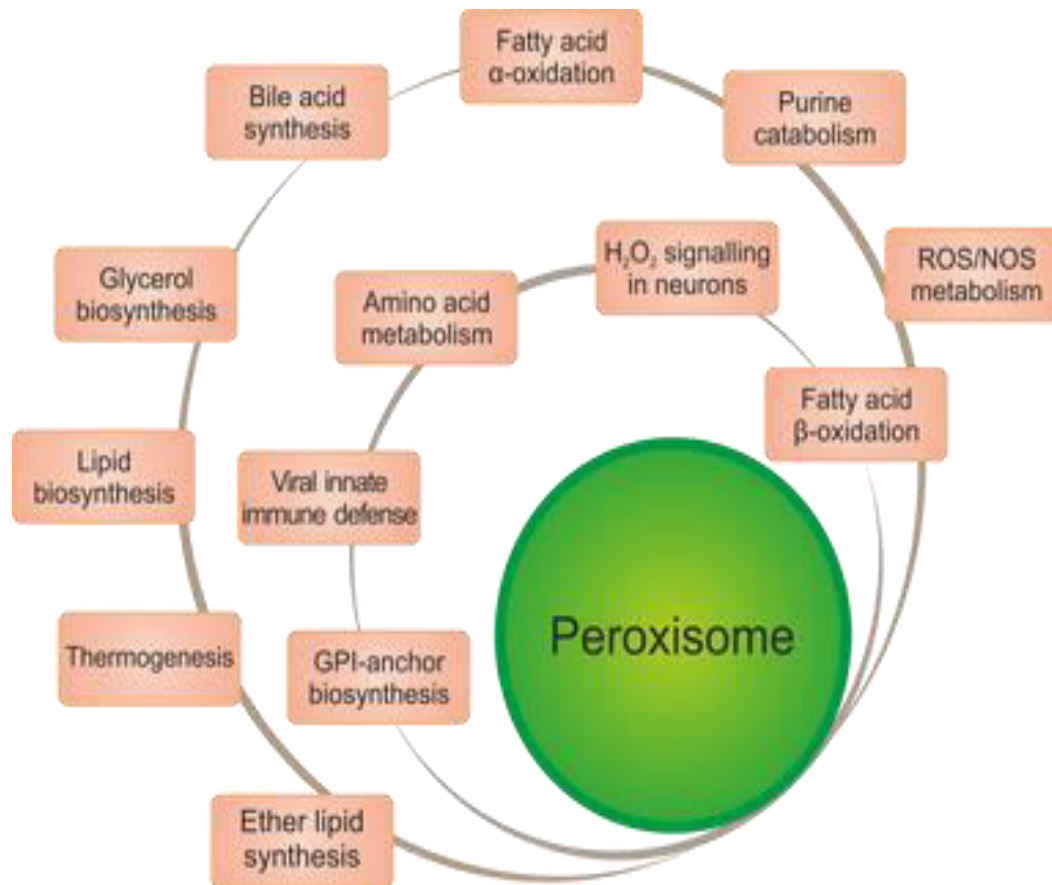 Fatty acid
α-oxidation
Bile acid
synthesis
Purine
catabolism
H₂O₂ signalling
in neurons
ROS/NOS
metabolism
Glycerol
biosynthesis
Amino acid
metabolism
Fatty acid
β-oxidation
Lipid
biosynthesis
Viral innate
immune defense
Peroxisome
Thermogenesis
GPI-anchor
biosynthesis
Ether lipid
synthesis